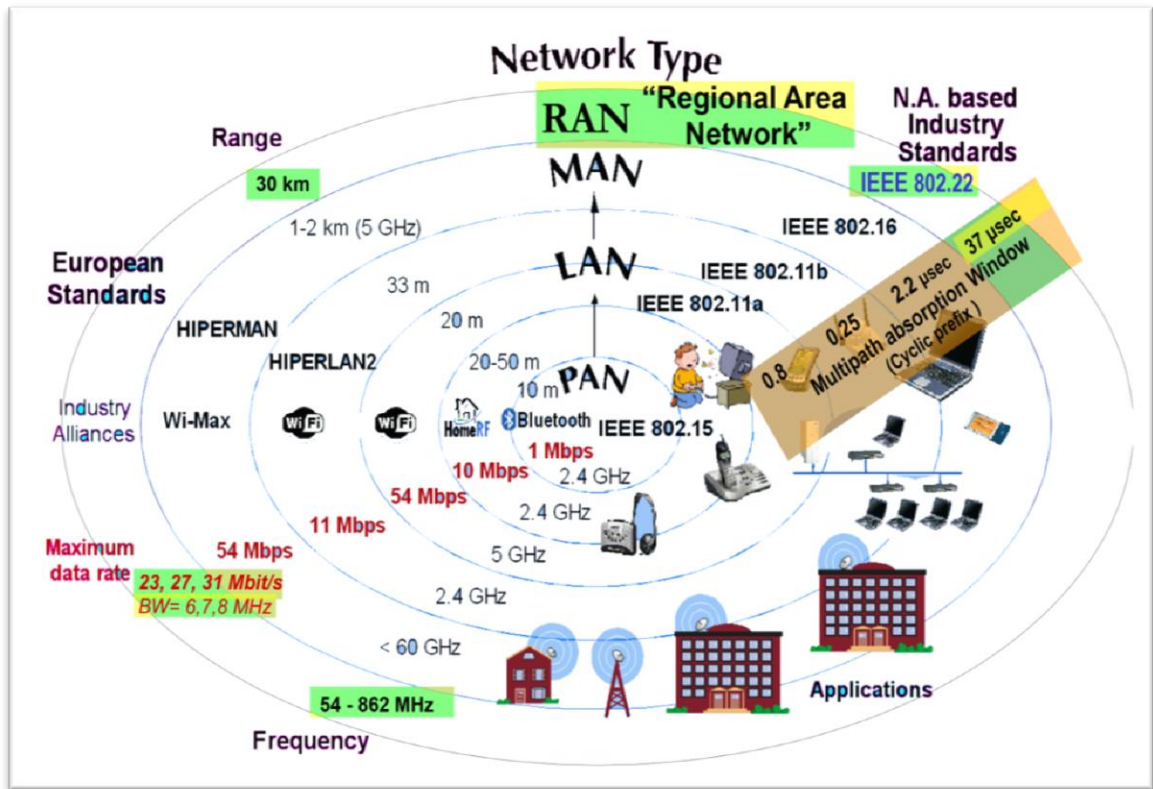 Network Type
RAN
“Regional Area
Network”
N.A. based
Industry
Standards
Range
MAN
30 km
IEEE 802.22
1-2 km (5 GHz)
IEEE 802.16
37 µsec
European
Standards
LAN
33 m
IEEE 802.11b
2.2 µsec
IEEE 802.11a
Multipath absorption Window
(Cyclic prefix )
HIPERMAN
20 m
0.25
HIPERLAN2
20-50 m
0.8
PAN
10 m
Industry
Alliances
Wi-Max
Wi Fi
Wi Fi
HomeRF
Bluetooth
IEEE 802.15
1 Mbps
10 Mbps
2.4 GHz
54 Mbps
2.4 GHz
11 Mbps
Maximum
data rate
54 Mbps
5 GHz
23, 27, 31 Mbit/s
BW= 6,7,8 MHz
2.4 GHz
< 60 GHz
Applications
54 - 862 MHz
Frequency